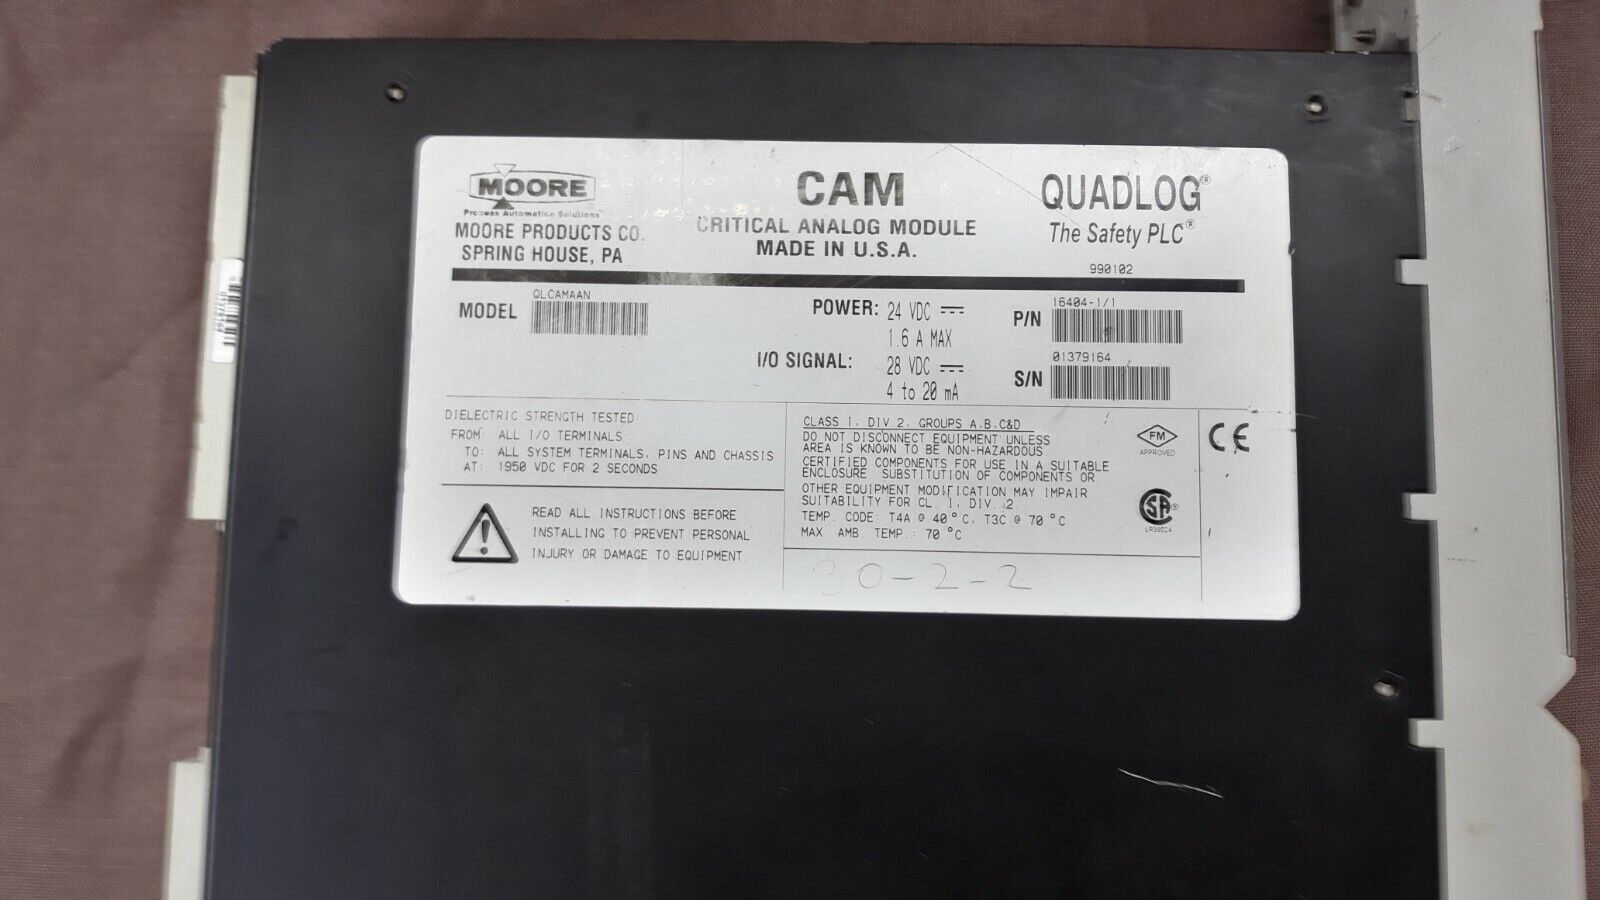 MOORE
Process Automation Solutions
MOORE PRODUCTS CO.
SPRING HOUSE, PA
CAM
CRITICAL ANALOG MODULE
MADE IN U.S.A.
QUADLOG®
The Safety PLC®
990102
MODEL
QLCAMAAN
POWER: 24 VDC
1.6 A MAX
I/O SIGNAL: 28 VDC
4 to 20 mA
P/N
16404-1/1
S/N
01379164
DIELECTRIC STRENGTH TESTED:
FROM: ALL I/O TERMINALS
TO: ALL SYSTEM TERMINALS, PINS AND CHASSIS
AT: 1950 VDC FOR 2 SECONDS
READ ALL INSTRUCTIONS BEFORE
INSTALLING TO PREVENT PERSONAL
INJURY OR DAMAGE TO EQUIPMENT.
CLASS I, DIV 2, GROUPS A,B,C&D
DO NOT DISCONNECT EQUIPMENT UNLESS
AREA IS KNOWN TO BE NON-HAZARDOUS
CERTIFIED COMPONENTS FOR USE IN A SUITABLE
ENCLOSURE. SUBSTITUTION OF COMPONENTS OR
OTHER EQUIPMENT MODIFICATION MAY IMPAIR
SUITABILITY FOR CL. I, DIV. 2.
TEMP. CODE: T4A @ 40°C, T3C @ 70°C
MAX. AMB. TEMP.: 70°C
FM
APPROVED
CE
SA®
30-2-2